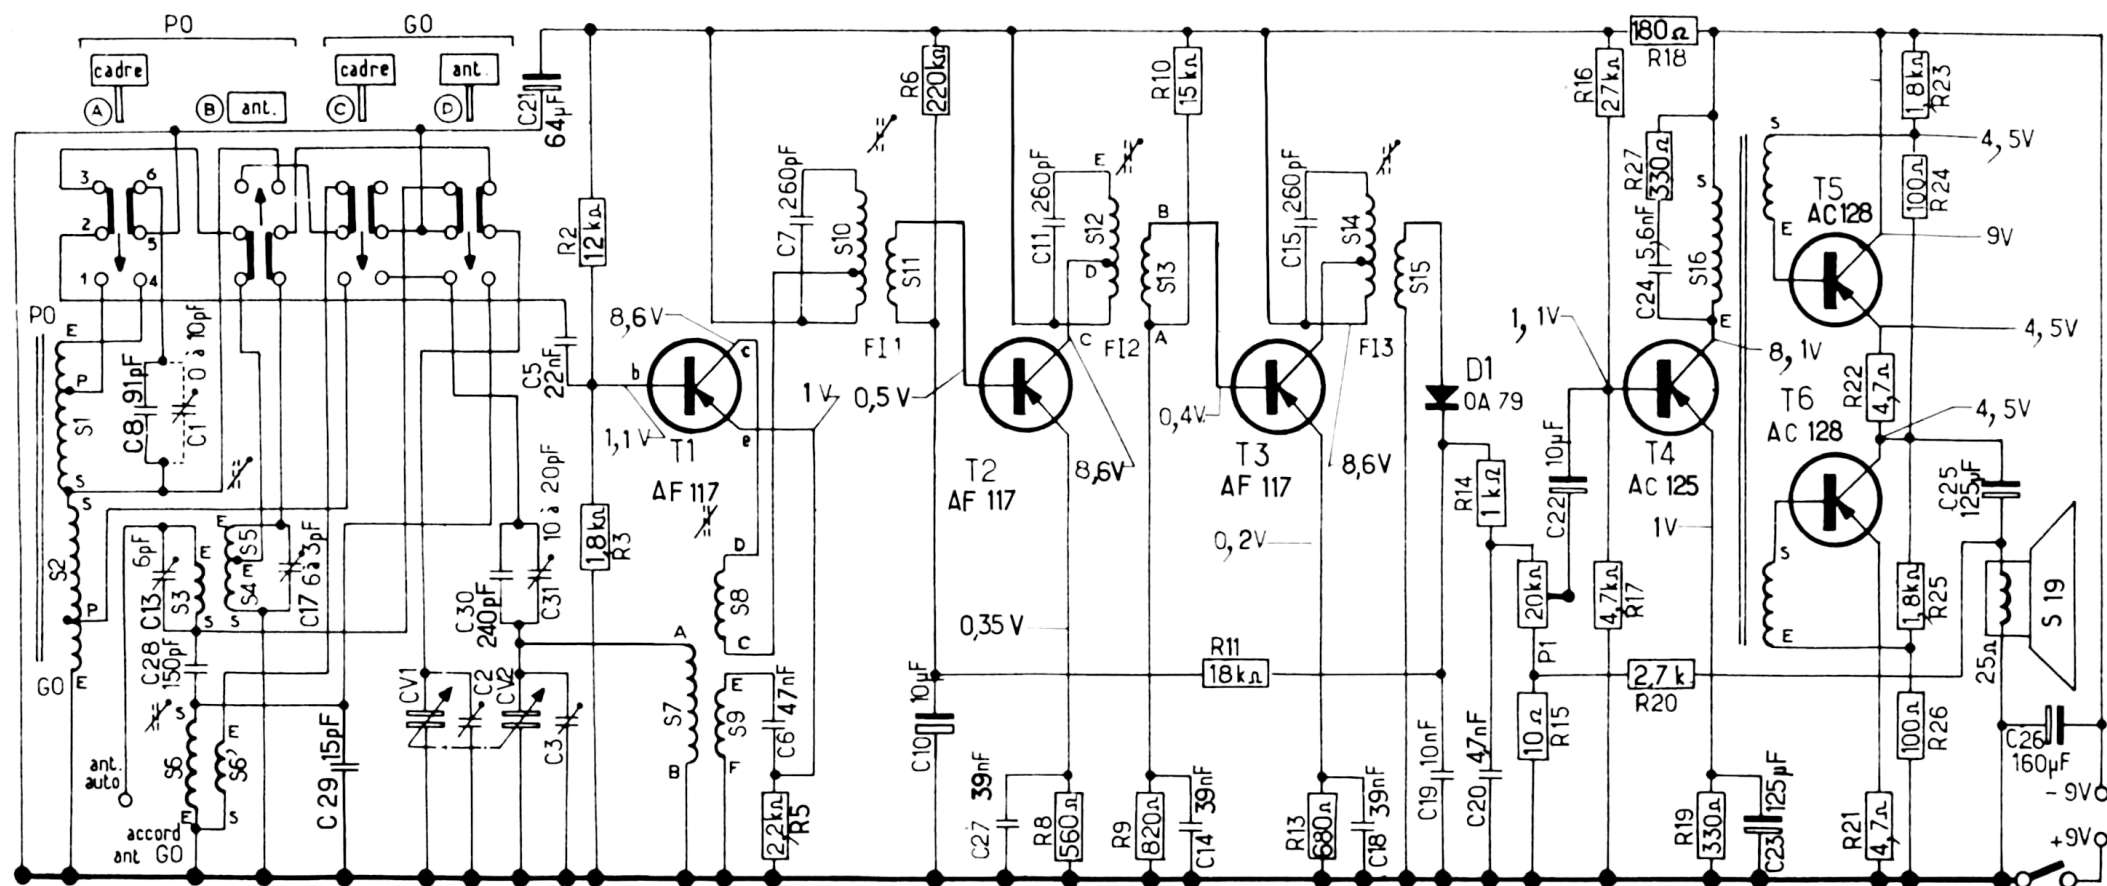 PO
GO
cadre
A
B
ant.
cadre
C
ant.
D
C21
64µF
3
6
2
5
1
4
PO
E
P
S1
S
S
S2
P
E
GO
C8 91pF
C1
0 à 10pF
6pF
C13
E
S3
S
C28
150pF
S
S6
E
E
S6'
S
ant.
auto
accord
ant GO
E
S5
E
S4
S
C17 6 à 3pF
C29 15pF
CV1
C2
CV2
C3
C30
240pF
C31
10 à 20pF
C5
22nF
R2
12kΩ
R3
1,8kΩ
8,6V
b
c
e
1,1V
1V
T1
AF 117
D
S8
C
A
S7
B
E
S9
F
C6 47nF
R5
2,2kΩ
C7 260pF
S10
S11
FI 1
R6
220kΩ
0,5V
T2
AF 117
C11 260pF
E
S12
D
C
FI2
8,6V
0,35V
C10 10µF
C27 39nF
R8
560Ω
R10
15kΩ
B
S13
A
0,4V
T3
AF 117
R9
820Ω
C14 39nF
R11
18kΩ
C15 260pF
S14
S15
FI3
8,6V
0,2V
R13
680Ω
C18 39nF
D1
OA 79
R14
1kΩ
C19 10nF
C20 47nF
20kΩ
P1
10Ω
R15
C22 10µF
R16
27kΩ
1,1V
R17
4,7kΩ
2,7k
R20
180Ω
R18
R27
330Ω
C24 5,6nF
S
S16
E
8,1V
T4
AC 125
1V
R19
330Ω
C23 125µF
S
E
S
E
T5
AC128
T6
AC 128
R23
1,8kΩ
4,5V
R24
100Ω
9V
4,5V
R22
4,7Ω
4,5V
C25
125µF
R25
1,8kΩ
R26
100Ω
R21
4,7Ω
25Ω
S19
C26
160µF
-9V
+9V